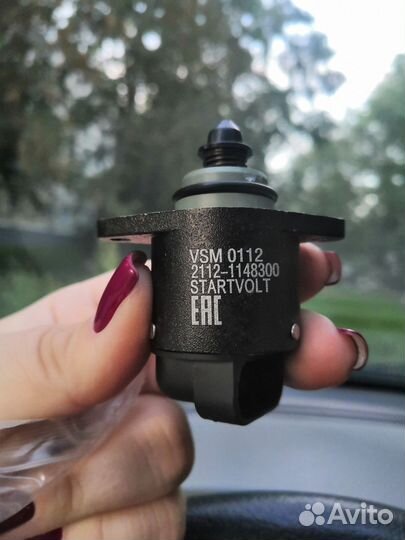 VSM 0112
2112-1148300
STARTVOLT
EAC
Avito